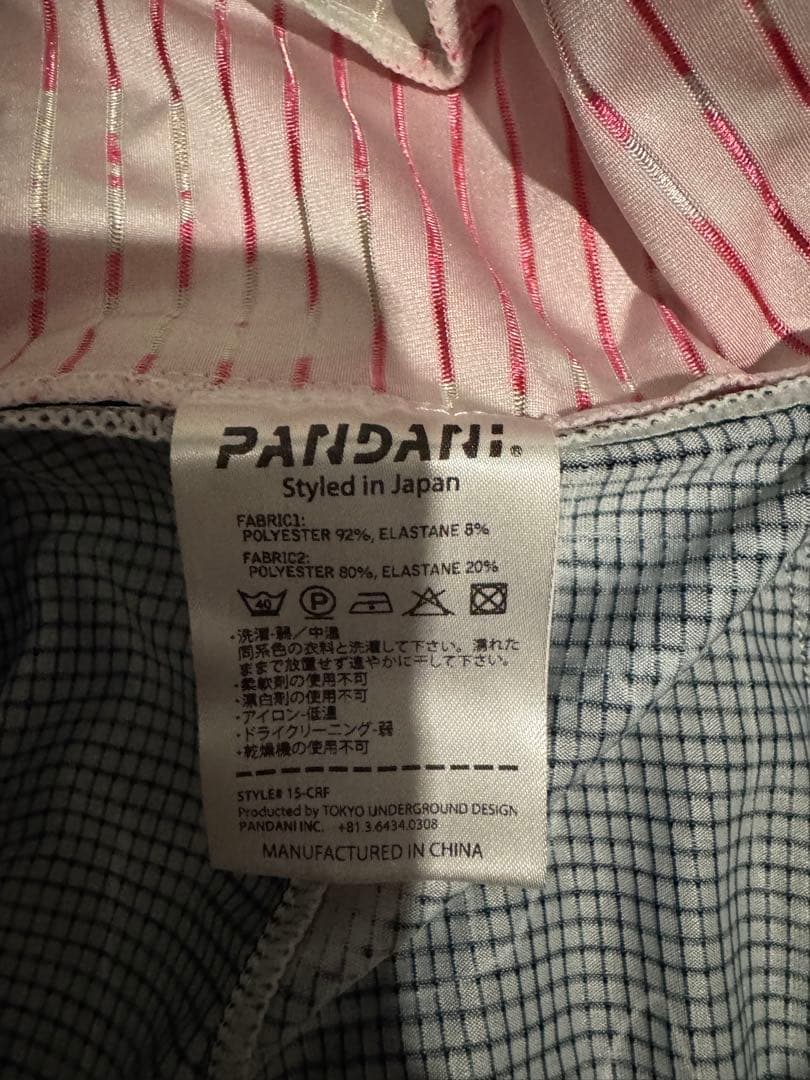 PANDANI®
Styled in Japan
FABRIC1:
POLYESTER 92%, ELASTANE 8%
FABRIC2:
POLYESTER 80%, ELASTANE 20%
40 P
・洗濯-弱／中温
同系色の衣料と洗濯して下さい。濡れた
ままで放置せず速やかに干して下さい。
・柔軟剤の使用不可
・漂白剤の使用不可
・アイロン-低温
・ドライクリーニング-弱
・乾燥機の使用不可
STYLE# 15-CRF
Producted by TOKYO UNDERGROUND DESIGN
PANDANI INC. +81.3.6434.0308
MANUFACTURED IN CHINA